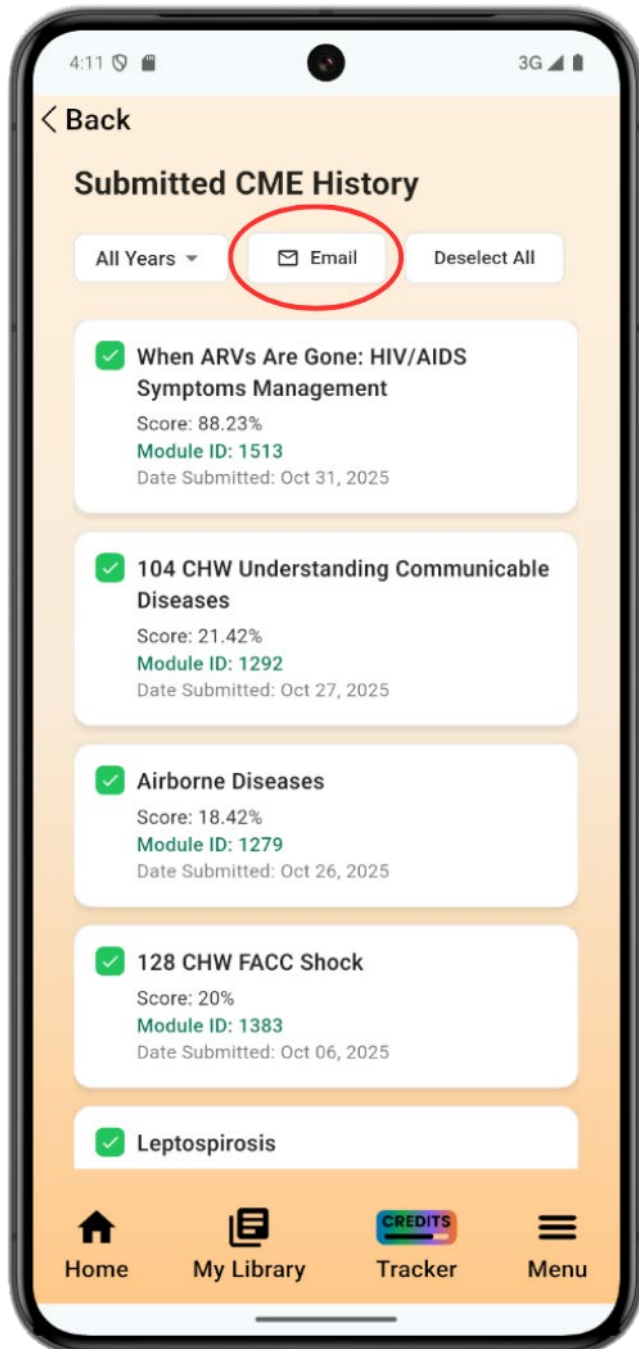 4:11 3G
Back
Submitted CME History
All Years Email Deselect All
When ARVs Are Gone: HIV/AIDS
Symptoms Management
Score: 88.23%
Module ID: 1513
Date Submitted: Oct 31, 2025
104 CHW Understanding Communicable
Diseases
Score: 21.42%
Module ID: 1292
Date Submitted: Oct 27, 2025
Airborne Diseases
Score: 18.42%
Module ID: 1279
Date Submitted: Oct 26, 2025
128 CHW FACC Shock
Score: 20%
Module ID: 1383
Date Submitted: Oct 06, 2025
Leptospirosis
CREDITS
Home My Library Tracker Menu